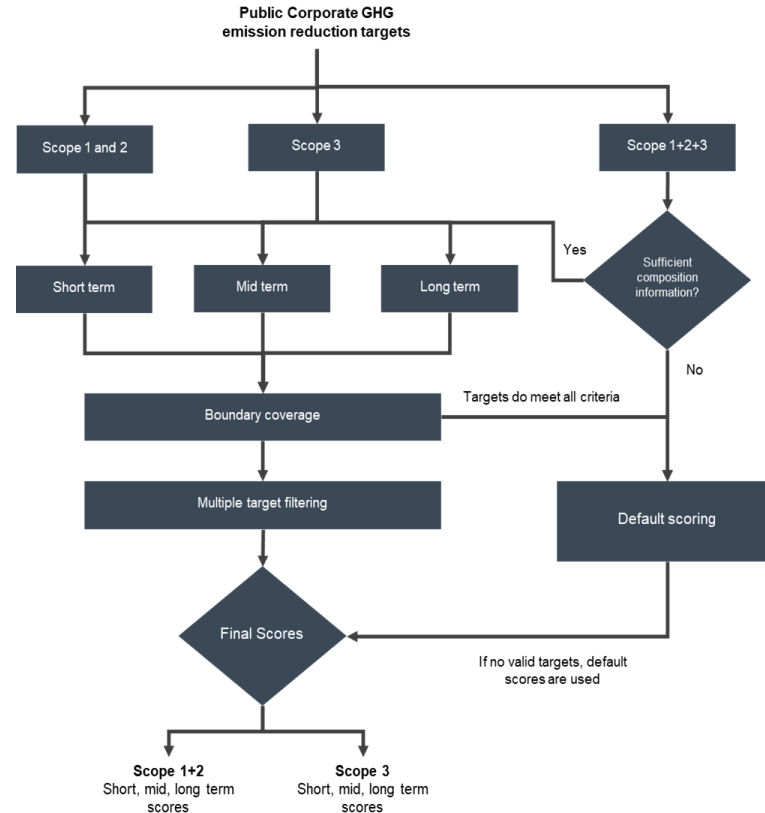 Public Corporate GHG
emission reduction targets
Scope 1 and 2
Scope 3
Scope 1+2+3
Yes
Sufficient
composition
information?
Short term
Mid term
Long term
No
Targets do meet all criteria
Boundary coverage
Multiple target filtering
Default scoring
Final Scores
If no valid targets, default
scores are used
Scope 1+2
Short, mid, long term
scores
Scope 3
Short, mid, long term
scores